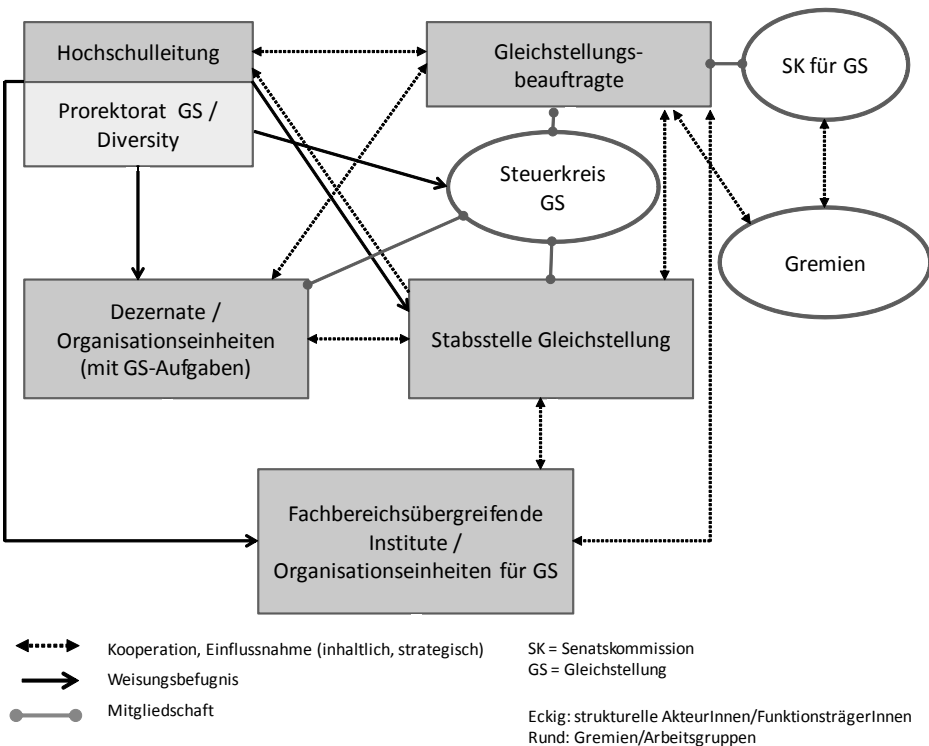 Hochschulleitung
Prorektorat GS /
Diversity
Gleichstellungs-
beauftragte
SK für GS
Steuerkreis
GS
Gremien
Dezernate /
Organisationseinheiten
(mit GS-Aufgaben)
Stabsstelle Gleichstellung
Fachbereichsübergreifende
Institute /
Organisationseinheiten für GS
Kooperation, Einflussnahme (inhaltlich, strategisch)
Weisungsbefugnis
Mitgliedschaft
SK = Senatskommission
GS = Gleichstellung
Eckig: strukturelle AkteurInnen/FunktionsträgerInnen
Rund: Gremien/Arbeitsgruppen